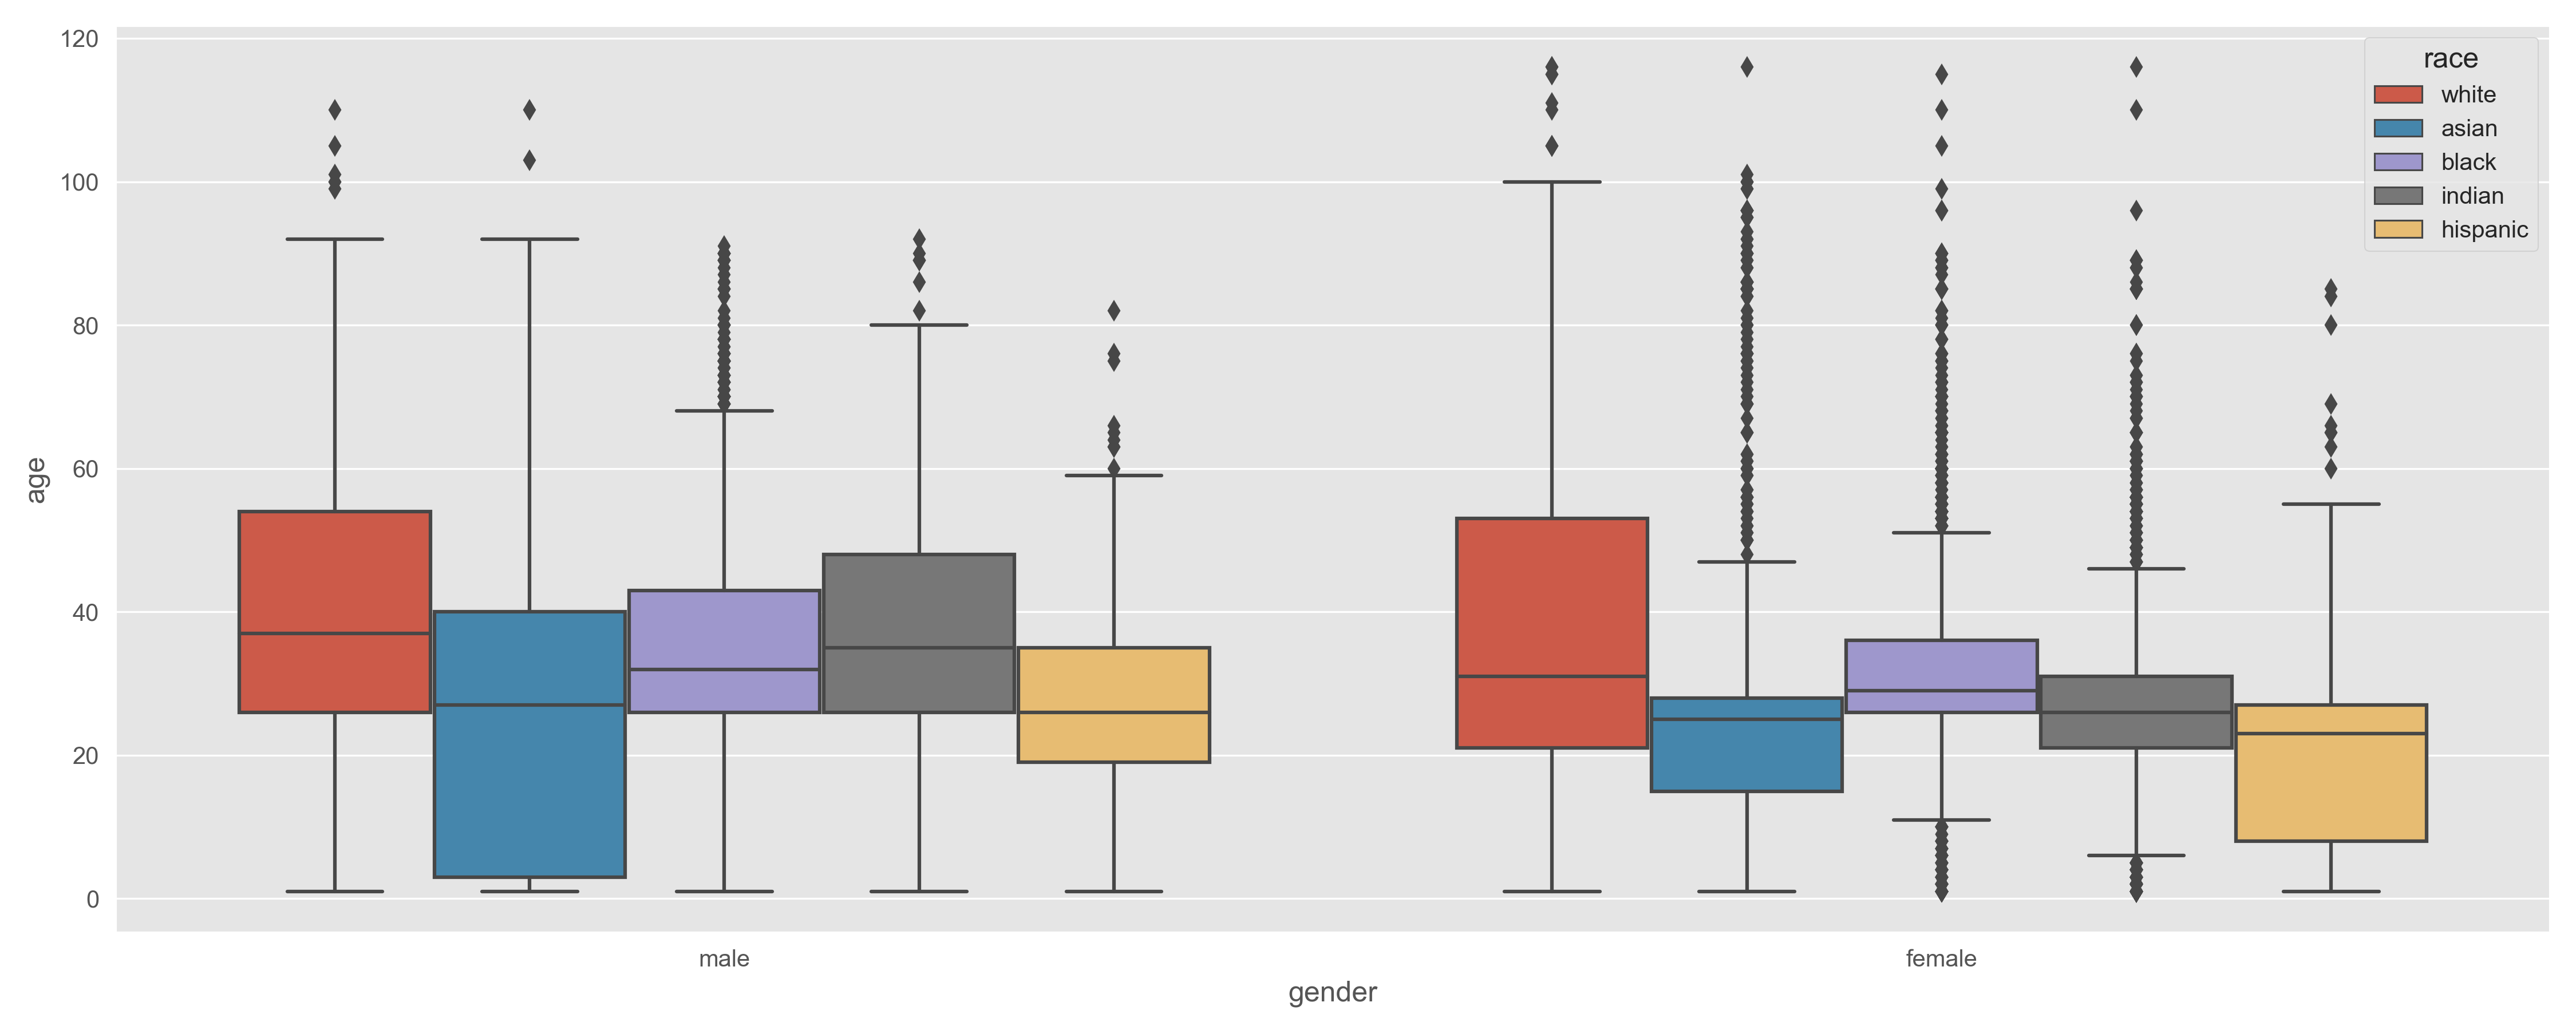 120
100
80
60
40
20
0
age
male
female
gender
race
white
asian
black
indian
hispanic